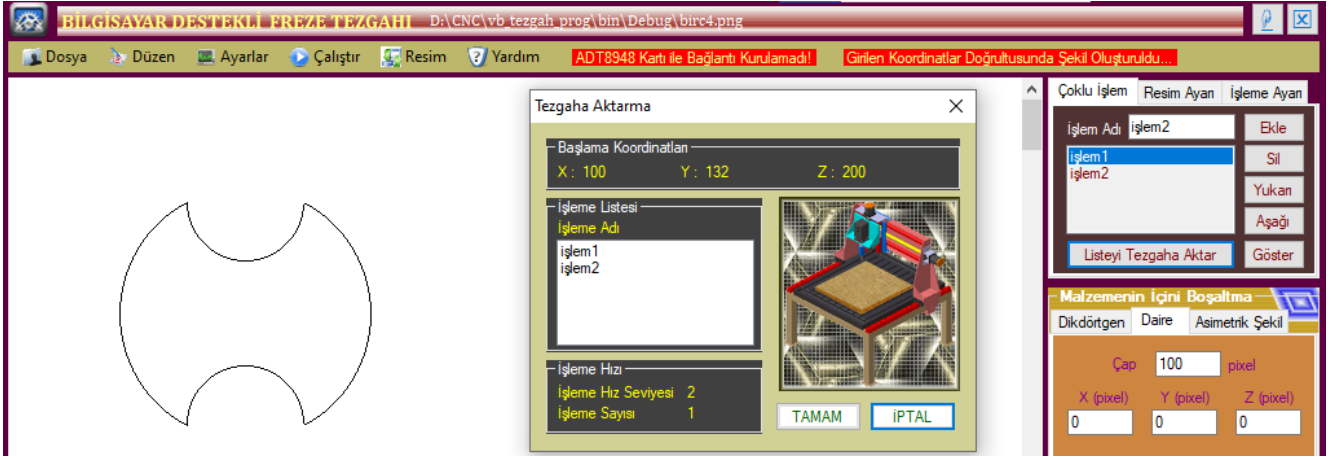 BİLGİSAYAR DESTEKLİ FREZE TEZGAHI D:\CNC\vb_tezgah_prog\bin\Debug\birc4.png
Dosya Düzen Ayarlar Çalıştır Resim Yardım ADT8948 Kartı ile Bağlantı Kurulamadı! Girilen Koordinatlar Doğrultusunda Şekil Oluşturuldu...
Tezgaha Aktarma
Başlama Koordinatları
X : 100 Y : 132 Z : 200
İşleme Listesi
İşleme Adı
işlem1
işlem2
İşleme Hızı
İşleme Hız Seviyesi 2
İşleme Sayısı 1
TAMAM İPTAL
Çoklu İşlem Resim Ayarı İşleme Ayarı
İşlem Adı işlem2 Ekle
işlem1 Sil
işlem2
Yukarı
Aşağı
Listeyi Tezgaha Aktar Göster
Malzemenin İçini Boşaltma
Dikdörtgen Daire Asimetrik Şekil
Çap 100 pixel
X (pixel) Y (pixel) Z (pixel)
0 0 0